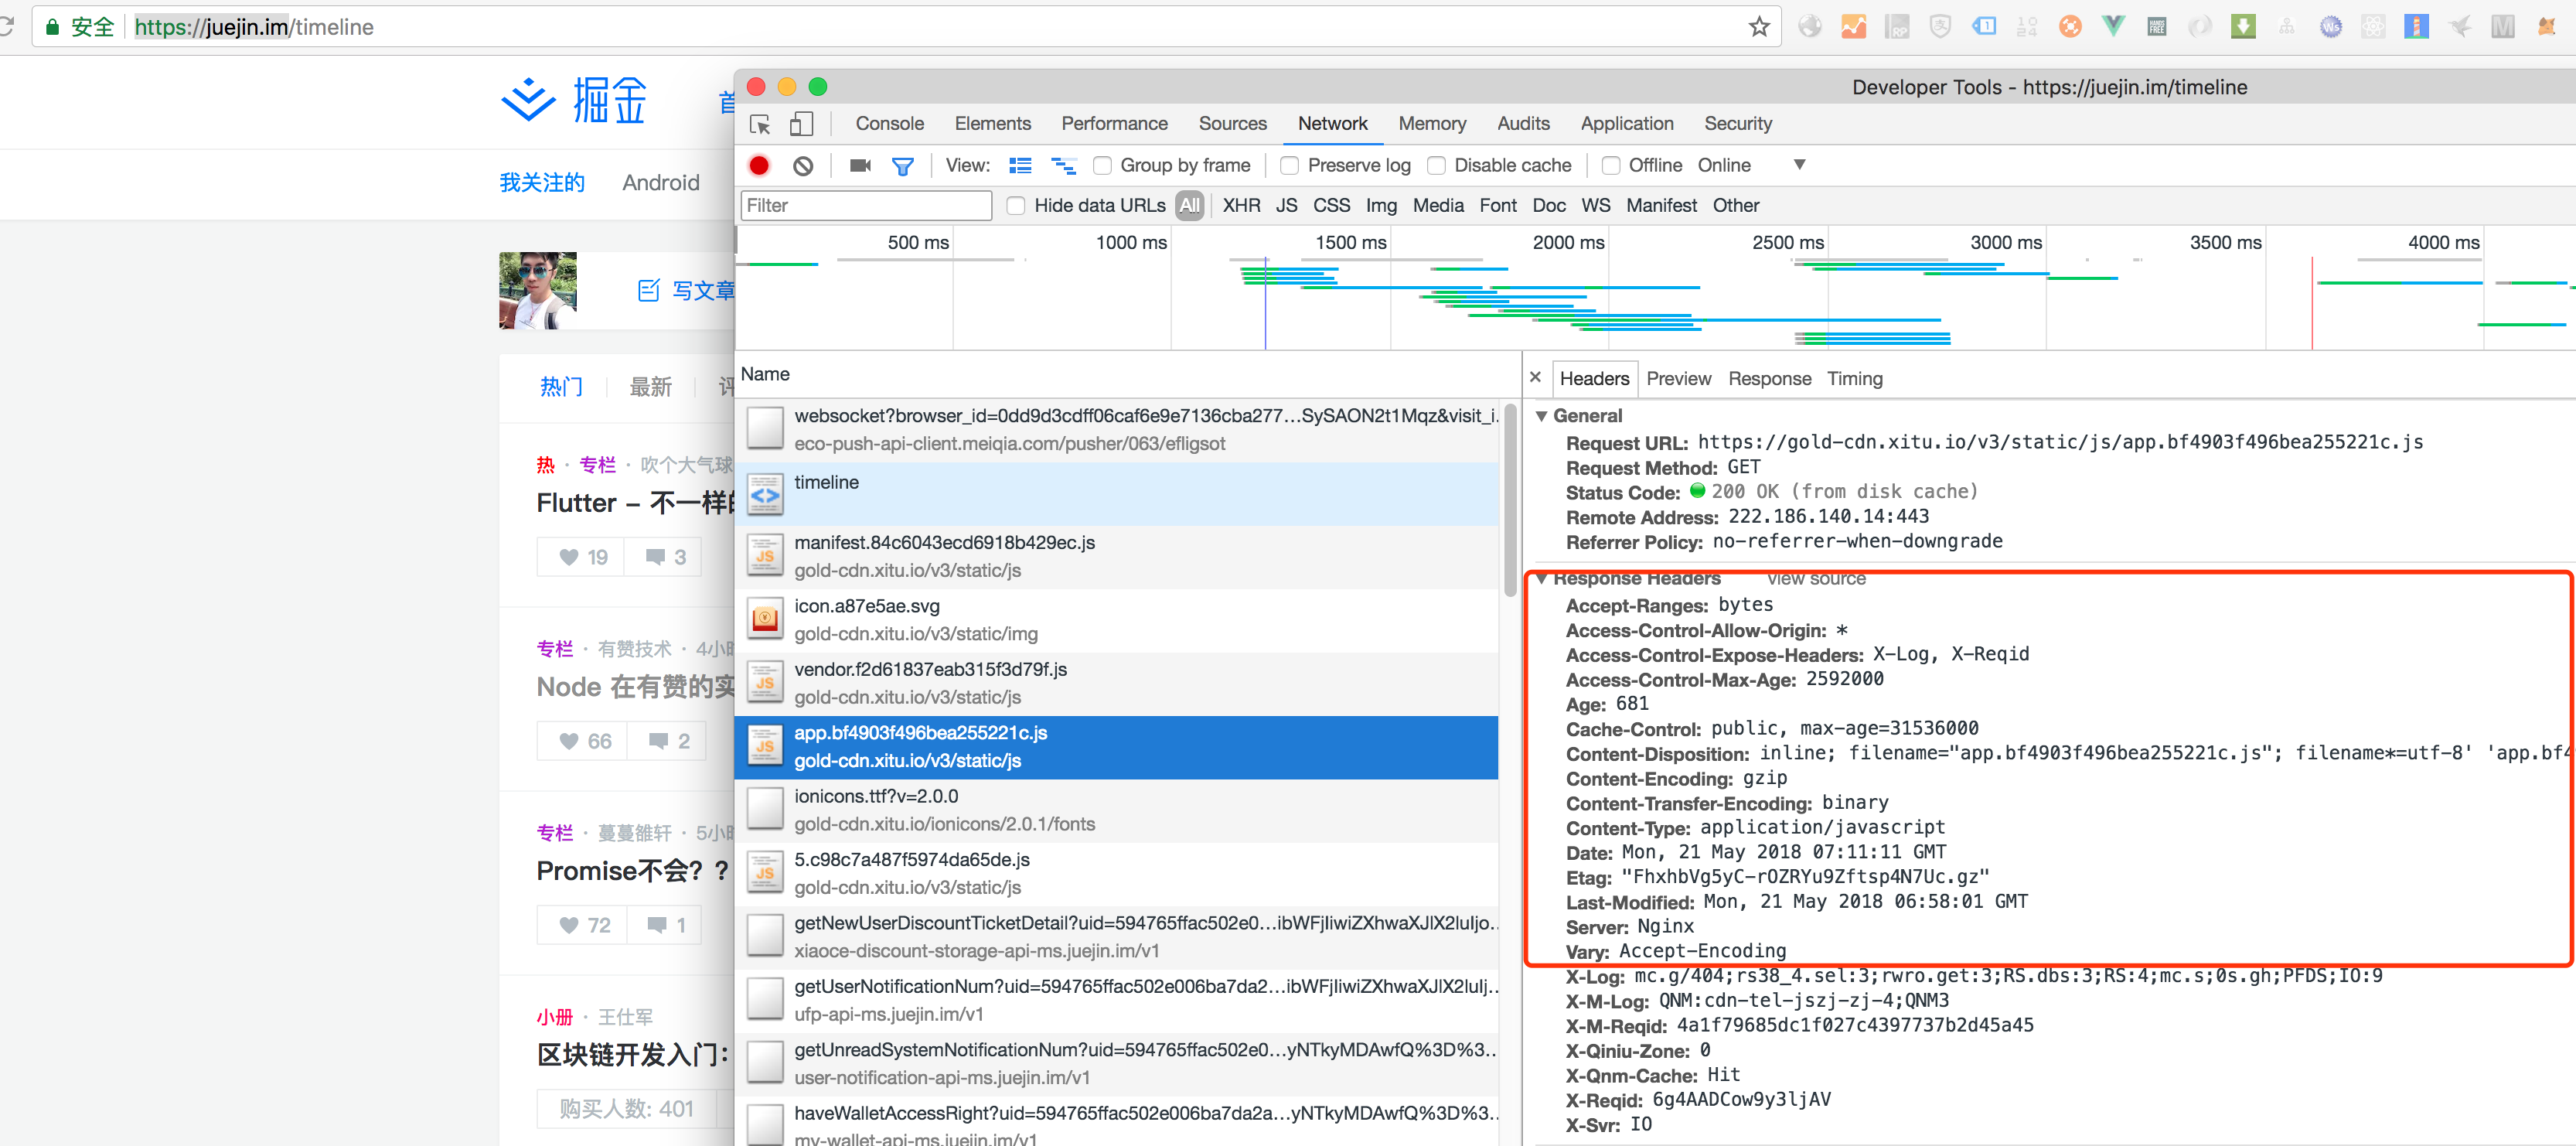 安全 https://juejin.im/timeline
掘金
首
我关注的 Android
写文章
热门 最新 评
热 · 专栏 · 吹个大气球
Flutter – 不一样的
19 3
专栏 · 有赞技术 · 4小时
Node 在有赞的实
66 2
专栏 · 蔓蔓雒轩 · 5小时
Promise不会？？
72 1
小册 · 王仕军
区块链开发入门：
购买人数: 401
Developer Tools - https://juejin.im/timeline
Console Elements Performance Sources Network Memory Audits Application Security
View: Group by frame Preserve log Disable cache Offline Online
Filter Hide data URLs All XHR JS CSS Img Media Font Doc WS Manifest Other
500 ms 1000 ms 1500 ms 2000 ms 2500 ms 3000 ms 3500 ms 4000 ms
Name
websocket?browser_id=0dd9d3cdff06caf6e9e7136cba277…SySAON2t1Mqz&visit_i.
eco-push-api-client.meiqia.com/pusher/063/efligsot
timeline
manifest.84c6043ecd6918b429ec.js
gold-cdn.xitu.io/v3/static/js
icon.a87e5ae.svg
gold-cdn.xitu.io/v3/static/img
vendor.f2d61837eab315f3d79f.js
gold-cdn.xitu.io/v3/static/js
app.bf4903f496bea255221c.js
gold-cdn.xitu.io/v3/static/js
ionicons.ttf?v=2.0.0
gold-cdn.xitu.io/ionicons/2.0.1/fonts
5.c98c7a487f5974da65de.js
gold-cdn.xitu.io/v3/static/js
getNewUserDiscountTicketDetail?uid=594765ffac502e0…ibWFjIiwiZXhwaXJlX2luIjo..
xiaoce-discount-storage-api-ms.juejin.im/v1
getUserNotificationNum?uid=594765ffac502e006ba7da2…ibWFjIiwiZXhwaXJlX2luIj..
ufp-api-ms.juejin.im/v1
getUnreadSystemNotificationNum?uid=594765ffac502e0…yNTkyMDAwfQ%3D%3...
user-notification-api-ms.juejin.im/v1
haveWalletAccessRight?uid=594765ffac502e006ba7da2a…yNTkyMDAwfQ%3D%3...
my-wallet-api-ms.juejin.im/v1
Headers Preview Response Timing
General
Request URL: https://gold-cdn.xitu.io/v3/static/js/app.bf4903f496bea255221c.js
Request Method: GET
Status Code: 200 OK (from disk cache)
Remote Address: 222.186.140.14:443
Referrer Policy: no-referrer-when-downgrade
Response Headers view source
Accept-Ranges: bytes
Access-Control-Allow-Origin: *
Access-Control-Expose-Headers: X-Log, X-Reqid
Access-Control-Max-Age: 2592000
Age: 681
Cache-Control: public, max-age=31536000
Content-Disposition: inline; filename="app.bf4903f496bea255221c.js"; filename*=utf-8' 'app.bf4
Content-Encoding: gzip
Content-Transfer-Encoding: binary
Content-Type: application/javascript
Date: Mon, 21 May 2018 07:11:11 GMT
Etag: "FhxhbVg5yC-rOZRYu9Zftsp4N7Uc.gz"
Last-Modified: Mon, 21 May 2018 06:58:01 GMT
Server: Nginx
Vary: Accept-Encoding
X-Log: mc.g/404;rs38_4.sel:3;rwro.get:3;RS.dbs:3;RS:4;mc.s;0s.gh;PFDS;IO:9
X-M-Log: QNM:cdn-tel-jszj-zj-4;QNM3
X-M-Reqid: 4a1f79685dc1f027c4397737b2d45a45
X-Qiniu-Zone: 0
X-Qnm-Cache: Hit
X-Reqid: 6g4AADCow9y3ljAV
X-Svr: IO